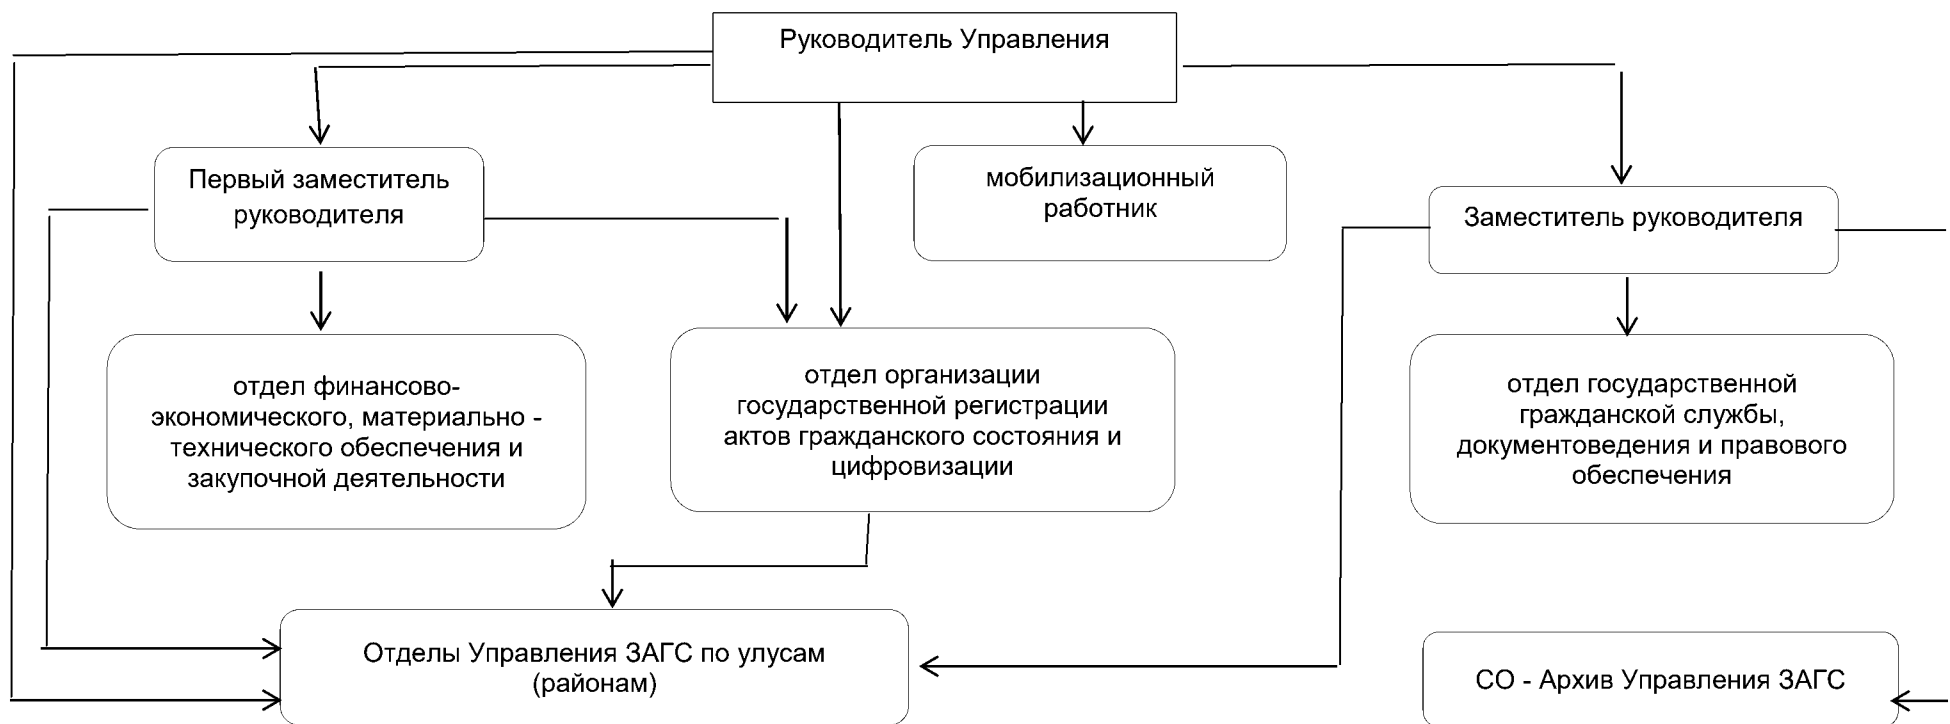 Руководитель Управления
Первый заместитель
руководителя
мобилизационный
работник
Заместитель руководителя
отдел финансово-
экономического, материально -
технического обеспечения и
закупочной деятельности
отдел организации
государственной регистрации
актов гражданского состояния и
цифровизации
отдел государственной
гражданской службы,
документоведения и правового
обеспечения
Отделы Управления ЗАГС по улусам
(районам)
СО - Архив Управления ЗАГС